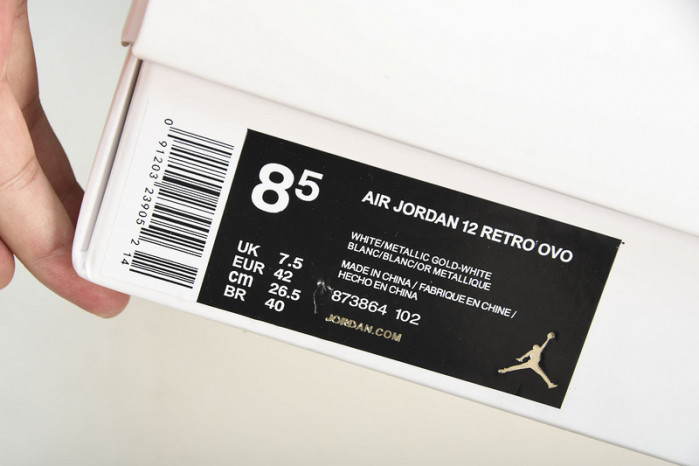 0 91203 23905 2 14
8⁵
AIR JORDAN 12 RETRO OVO
WHITE/METALLIC GOLD-WHITE
BLANC/BLANC/OR METALLIQUE
MADE IN CHINA / FABRIQUE EN CHINE /
HECHO EN CHINA
UK 7.5
EUR 42
cm 26.5
BR 40
873864 102
JORDAN.COM